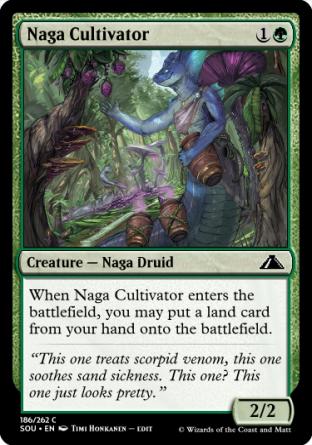 Naga Cultivator 1
Creature — Naga Druid
When Naga Cultivator enters the
battlefield, you may put a land card
from your hand onto the battlefield.
“This one treats scorpid venom, this one
soothes sand sickness. This one? This
one just looks pretty.”
2/2
186/262 C
SOU • EN Timi Honkanen — edit
© Wizards of the Coast and Matt